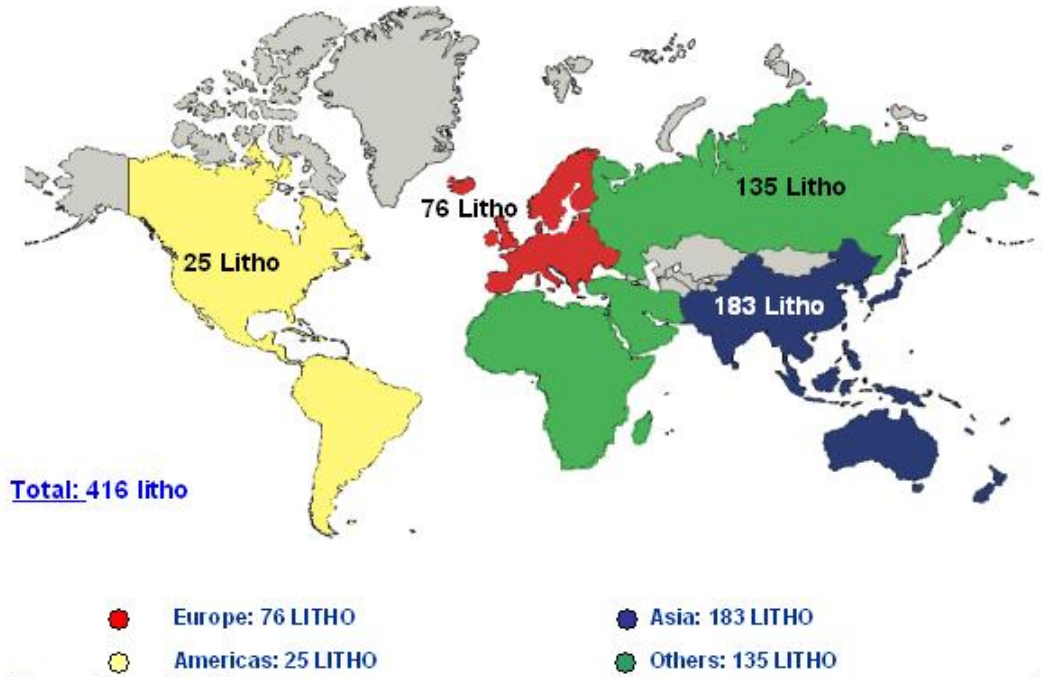 135 Litho
76 Litho
25 Litho
183 Litho
Total: 416 litho
Europe: 76 LITHO
Asia: 183 LITHO
Americas: 25 LITHO
Others: 135 LITHO